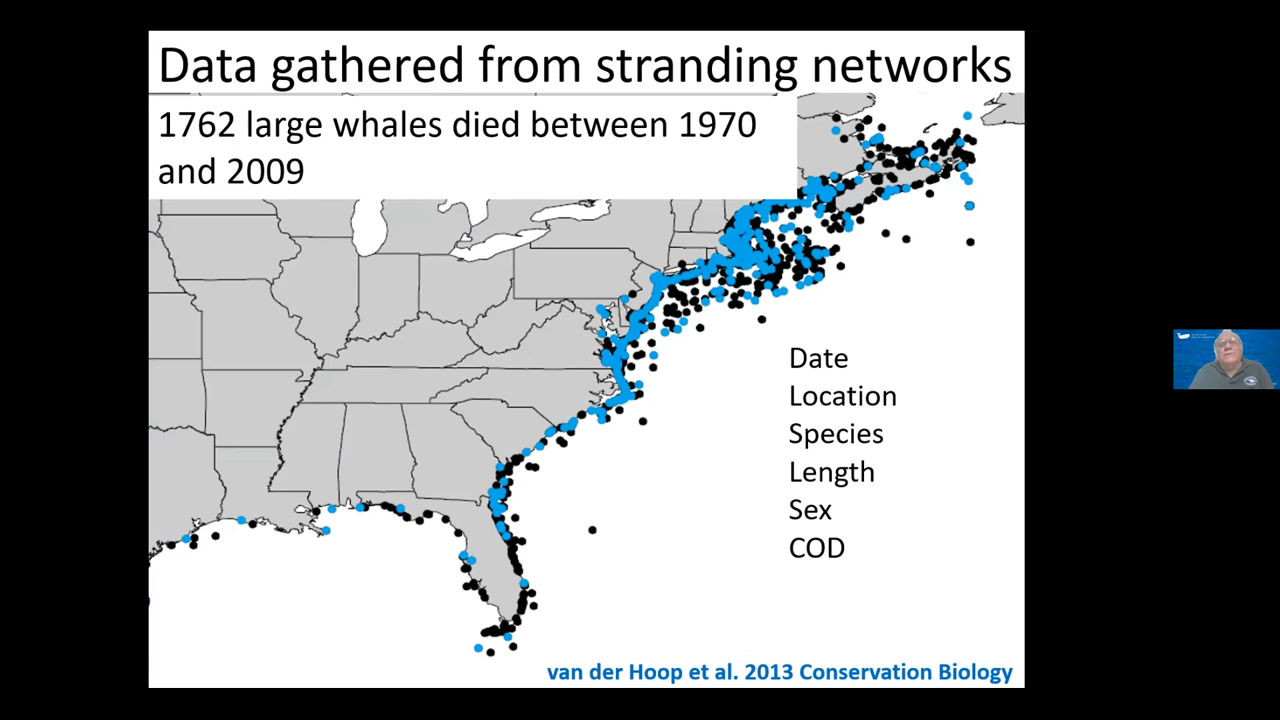 Data gathered from stranding networks
1762 large whales died between 1970
and 2009
Date
Location
Species
Length
Sex
COD
van der Hoop et al. 2013 Conservation Biology